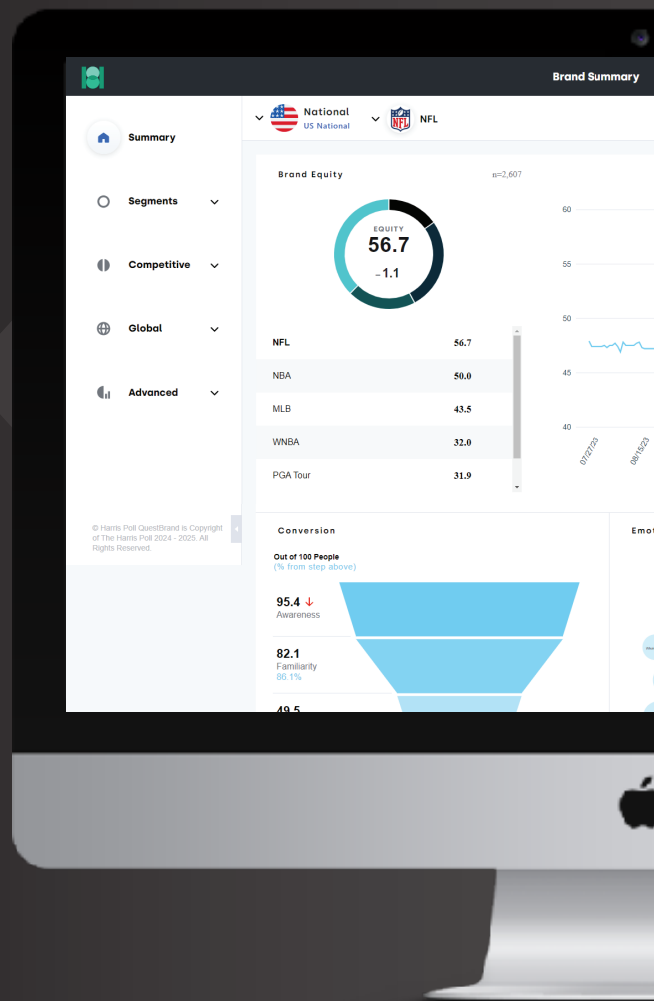 Brand Summary
National
US National
NFL
NFL
Summary
Segments
Competitive
Global
Advanced
© Harris Poll QuestBrand is Copyright
of The Harris Poll 2024 - 2025. All
Rights Reserved.
Brand Equity
n=2,607
EQUITY
56.7
-1.1
NFL 56.7
NBA 50.0
MLB 43.5
WNBA 32.0
PGA Tour 31.9
60
55
50
45
40
07/27/23
08/15/23
Conversion
Out of 100 People
(% from step above)
95.4 ↓
Awareness
82.1
Familiarity
86.1%
49.5
Emot